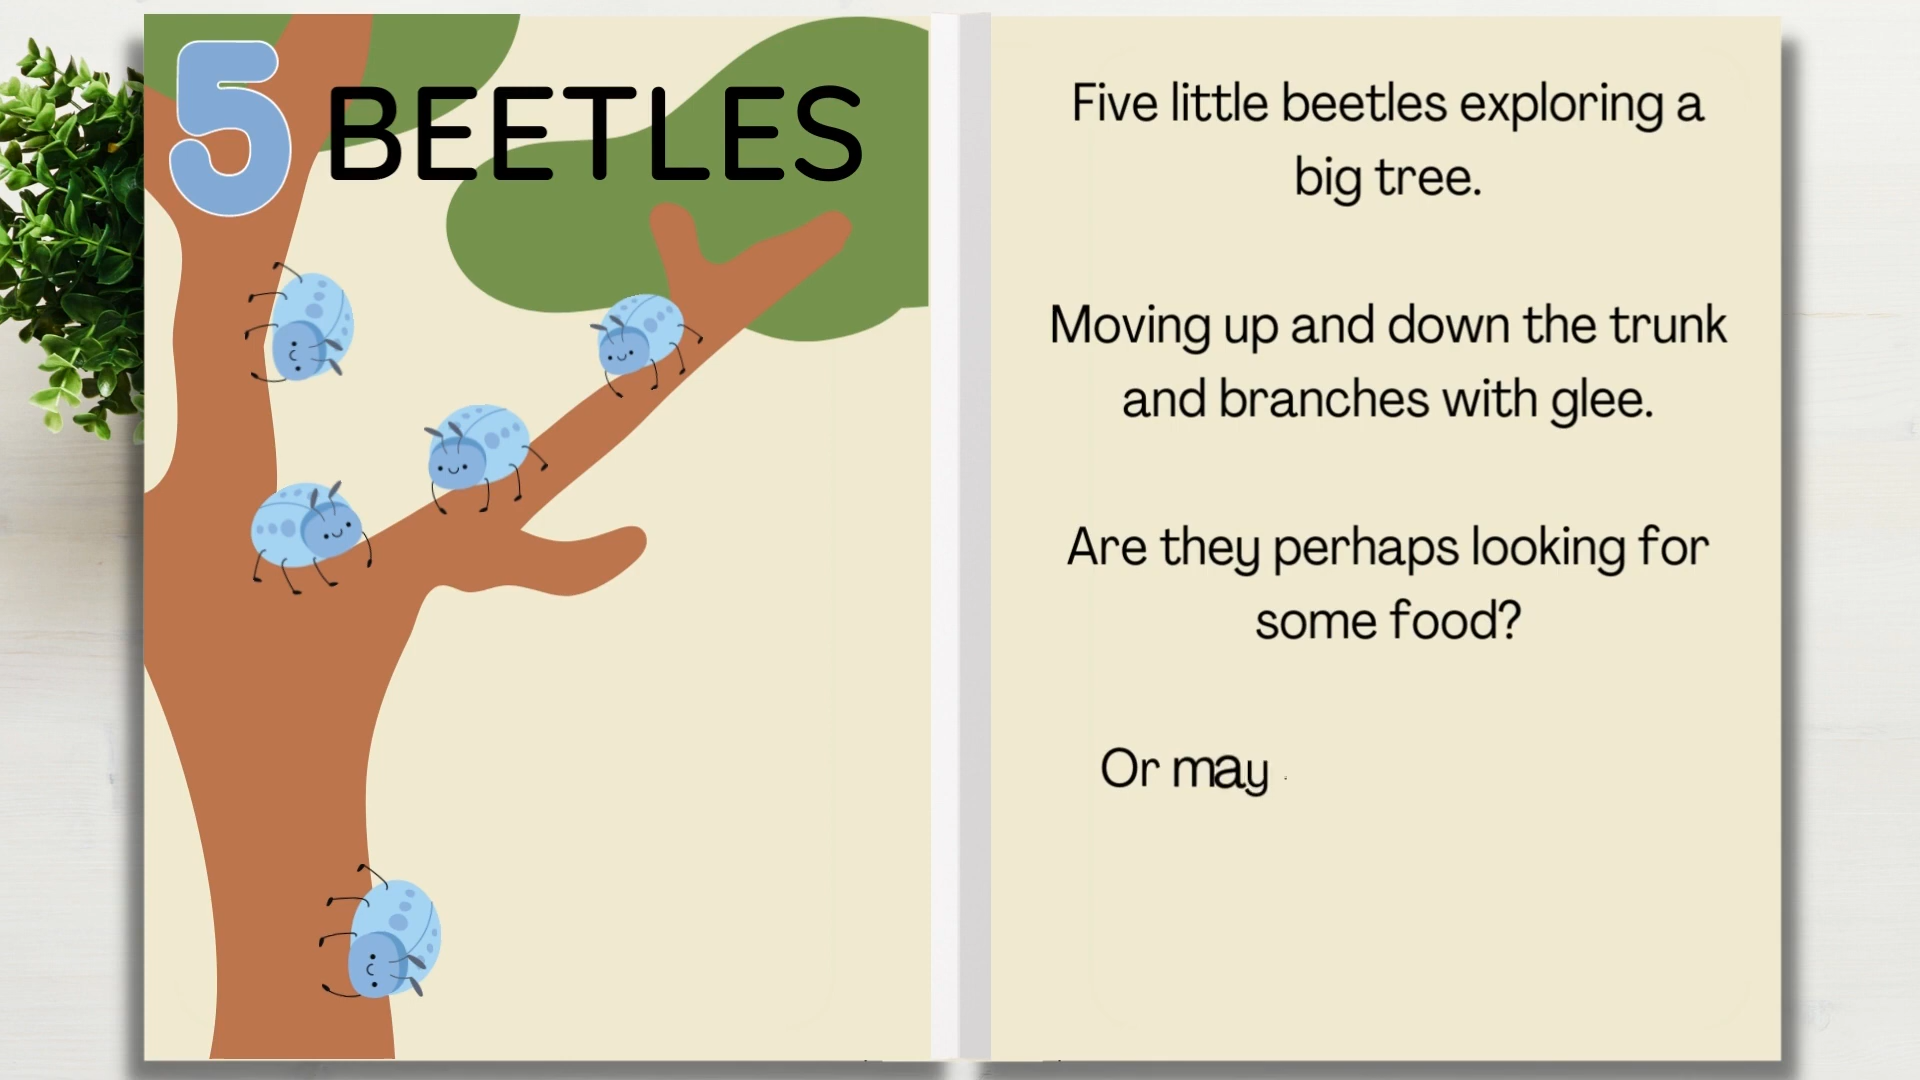 5 BEETLES
Five little beetles exploring a
big tree.
Moving up and down the trunk
and branches with glee.
Are they perhaps looking for
some food?
Or may